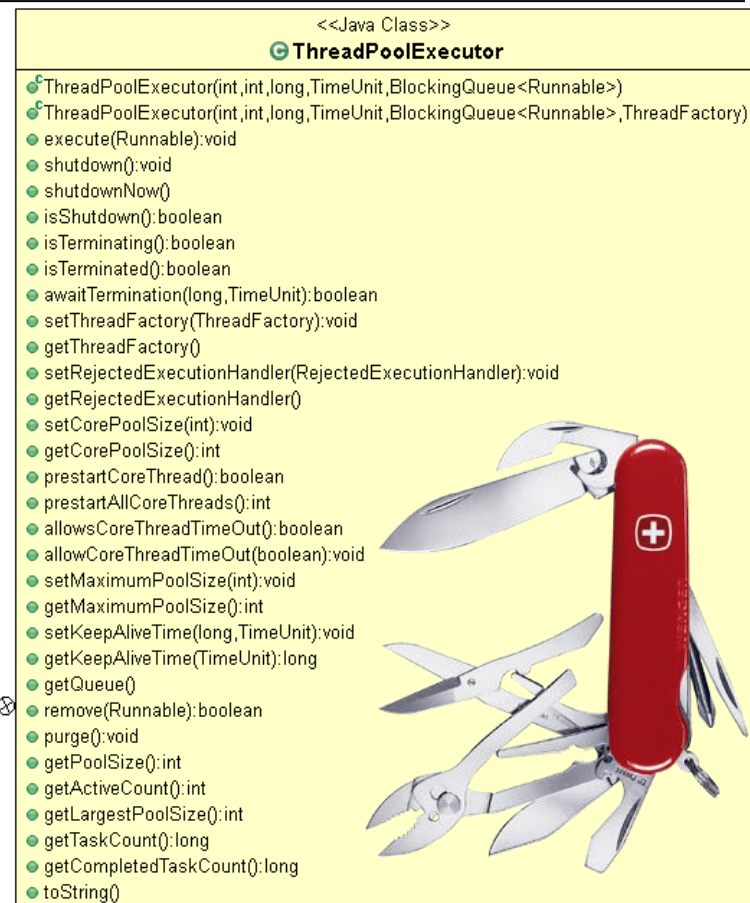 <<Java Class>>
ThreadPoolExecutor
ThreadPoolExecutor(int,int,long,TimeUnit,BlockingQueue<Runnable>)
ThreadPoolExecutor(int,int,long,TimeUnit,BlockingQueue<Runnable>,ThreadFactory)
execute(Runnable):void
shutdown():void
shutdownNow()
isShutdown():boolean
isTerminating():boolean
isTerminated():boolean
awaitTermination(long,TimeUnit):boolean
setThreadFactory(ThreadFactory):void
getThreadFactory()
setRejectedExecutionHandler(RejectedExecutionHandler):void
getRejectedExecutionHandler()
setCorePoolSize(int):void
getCorePoolSize():int
prestartCoreThread():boolean
prestartAllCoreThreads():int
allowsCoreThreadTimeOut():boolean
allowCoreThreadTimeOut(boolean):void
setMaximumPoolSize(int):void
getMaximumPoolSize():int
setKeepAliveTime(long,TimeUnit):void
getKeepAliveTime(TimeUnit):long
getQueue()
remove(Runnable):boolean
purge():void
getPoolSize():int
getActiveCount():int
getLargestPoolSize():int
getTaskCount():long
getCompletedTaskCount():long
toString()